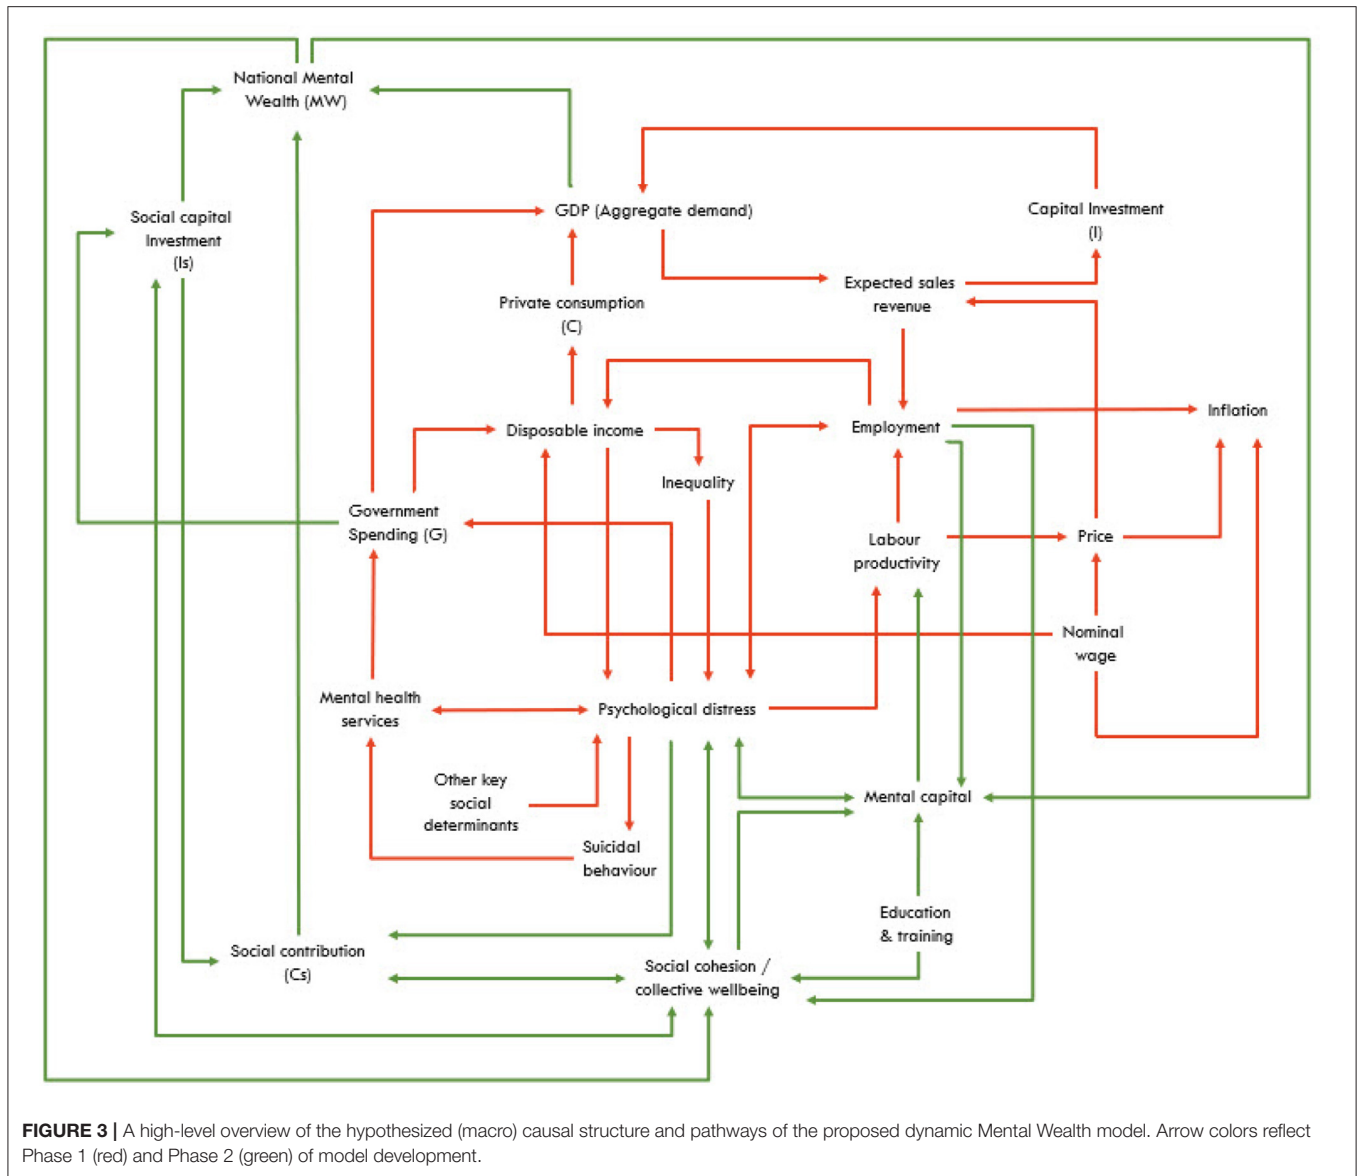 National Mental
Wealth (MW)
Social capital
Investment
(Is)
GDP (Aggregate demand)
Capital Investment
(I)
Expected sales
revenue
Private consumption
(C)
Disposable income
Employment
Inflation
Inequality
Government
Spending (G)
Labour
productivity
Price
Nominal
wage
Mental health
services
Psychological distress
Other key
social
determinants
Mental capital
Suicidal
behaviour
Education
& training
Social contribution
(Cs)
Social cohesion /
collective wellbeing
FIGURE 3 | A high-level overview of the hypothesized (macro) causal structure and pathways of the proposed dynamic Mental Wealth model. Arrow colors reflect
Phase 1 (red) and Phase 2 (green) of model development.